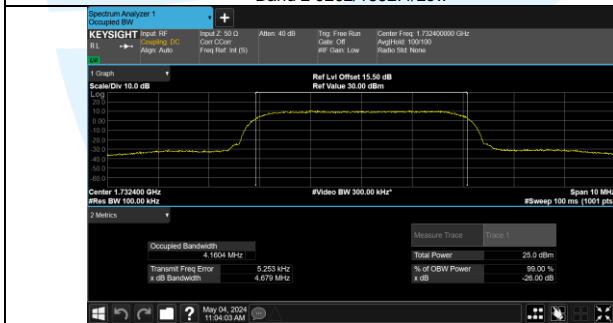 Spectrum Analyzer 1
Occupied BW
KEYSIGHT
Input: RF
Coupling: DC
Align: Auto
Input Z: 50 Ω
Corr CCorr
Freq Ref: Int (S)
Atten: 40 dB
Trig: Free Run
Gate: Off
#IF Gain: Low
Center Freq: 1.732400000 GHz
Avg|Hold: 100/100
Radio Std: None
RL
1 Graph
Scale/Div 10.0 dB
Ref Lvl Offset 15.50 dB
Ref Value 30.00 dBm
Log
20.0
10.0
0.00
-10.0
-20.0
-30.0
-40.0
-50.0
-60.0
Center 1.732400 GHz
#Video BW 300.00 kHz*
Span 10 MHz
#Res BW 100.00 kHz
#Sweep 100 ms (1001 pts
2 Metrics
Measure Trace
Trace 1
Occupied Bandwidth
4.1604 MHz
Total Power
25.0 dBm
Transmit Freq Error
5.253 kHz
% of OBW Power
99.00 %
x dB Bandwidth
4.679 MHz
x dB
-26.00 dB
May 04, 2024
11:04:03 AM